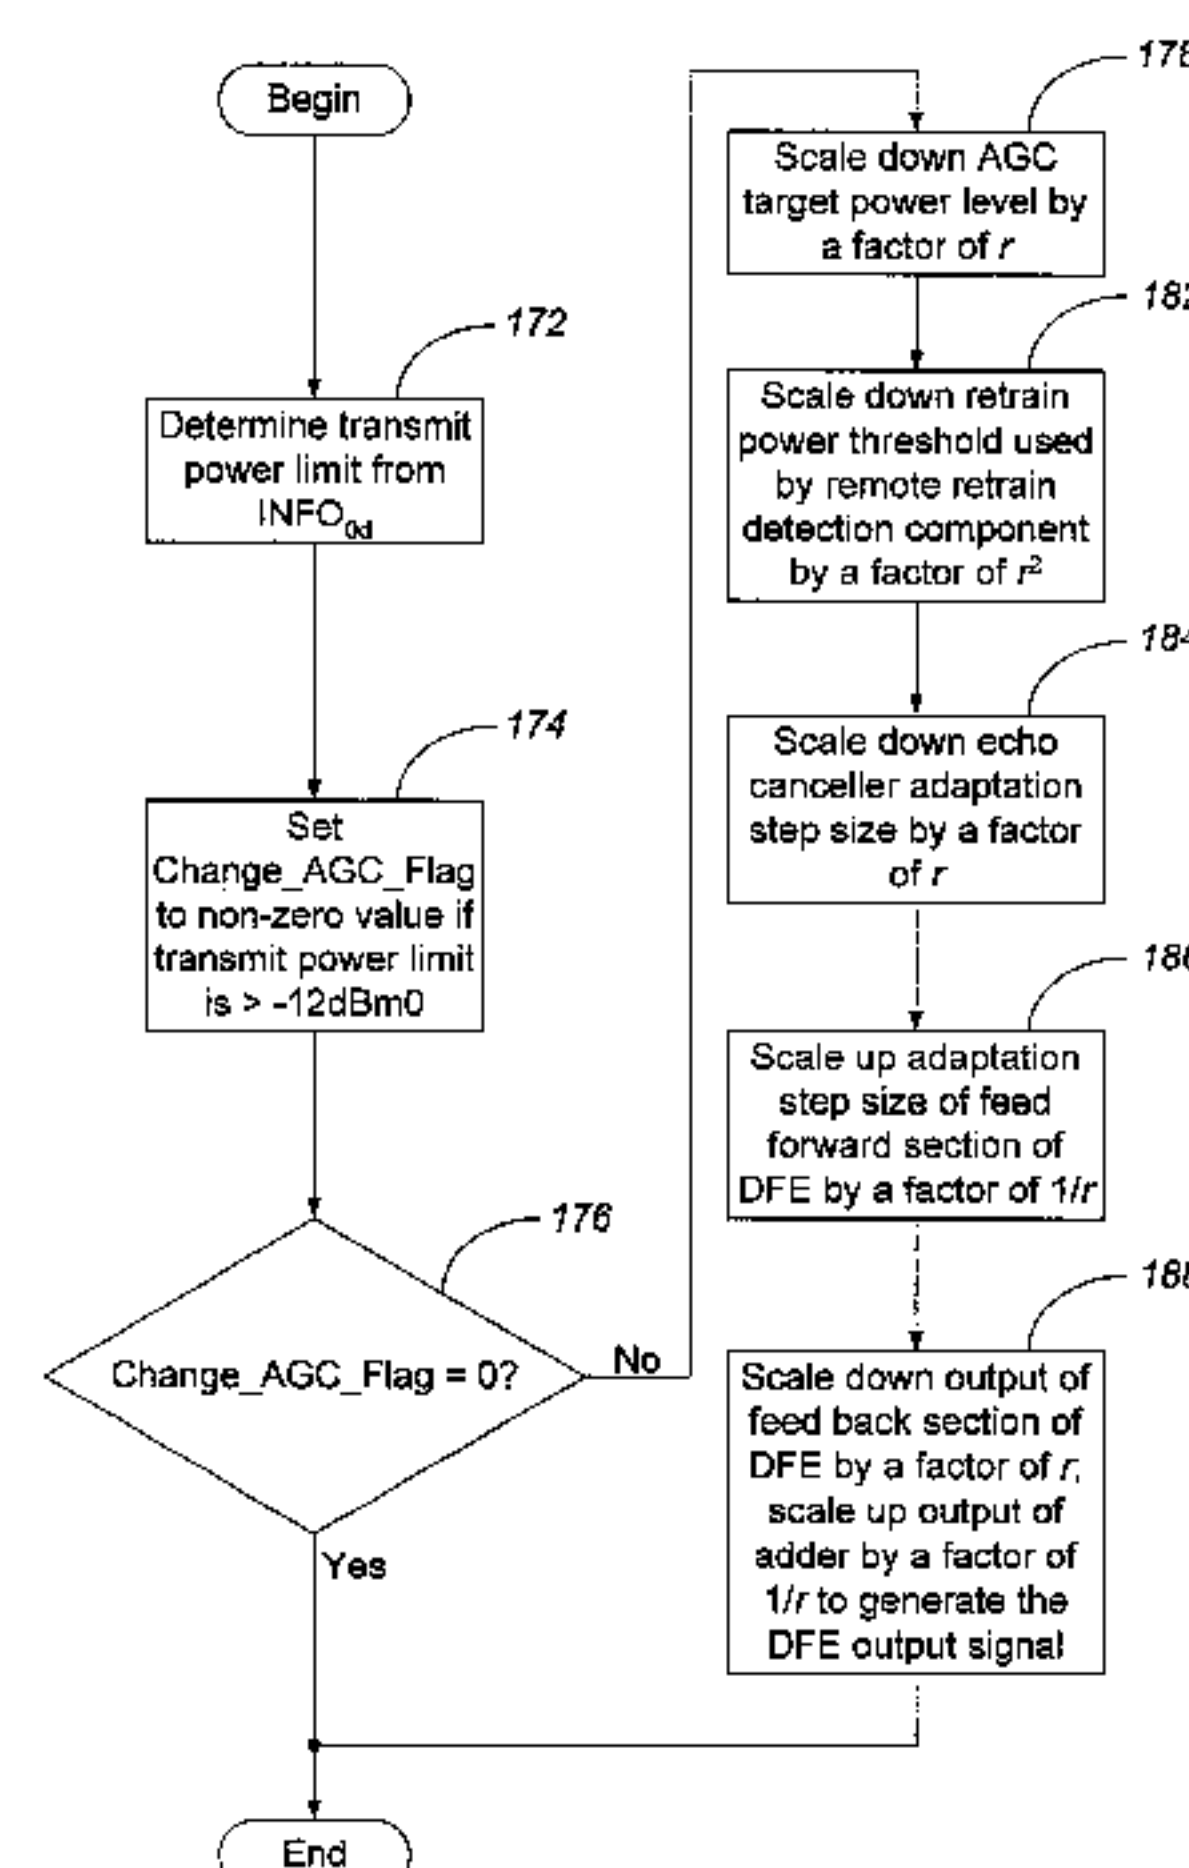 Begin
172
Determine transmit
power limit from
INFO0d
174
Set
Change_AGC_Flag
to non-zero value if
transmit power limit
is > -12dBm0
176
Change_AGC_Flag = 0?
No
Yes
178
Scale down AGC
target power level by
a factor of r
182
Scale down retrain
power threshold used
by remote retrain
detection component
by a factor of r²
184
Scale down echo
canceller adaptation
step size by a factor
of r
Scale up adaptation
step size of feed
forward section of
DFE by a factor of 1/r
188
Scale down output of
feed back section of
DFE by a factor of r,
scale up output of
adder by a factor of
1/r to generate the
DFE output signal
End